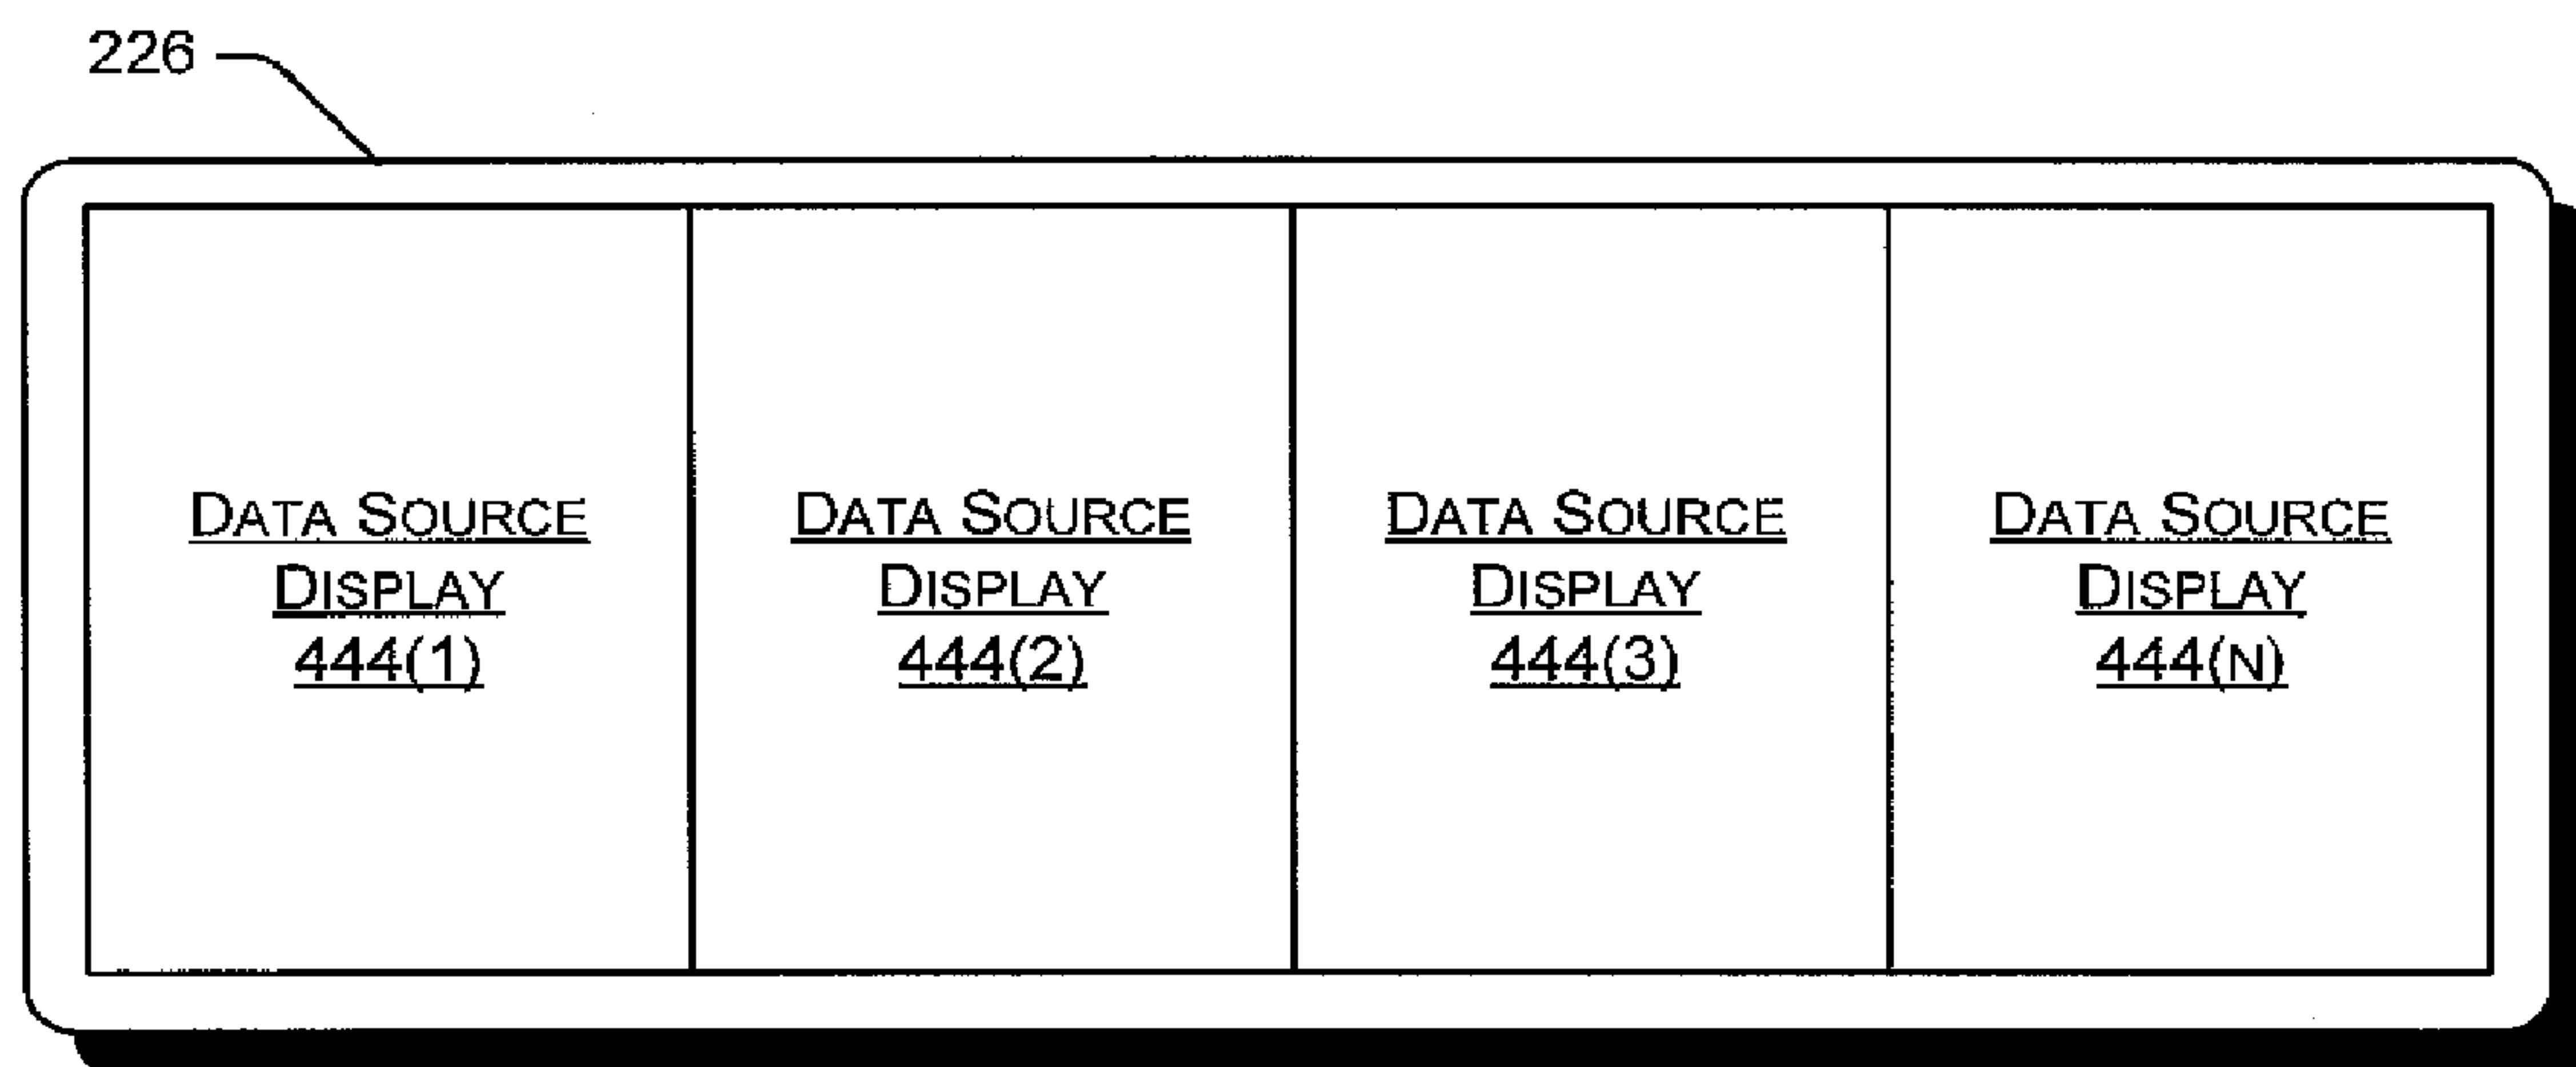 226
DATA SOURCE
DISPLAY
444(1)
DATA SOURCE
DISPLAY
444(2)
DATA SOURCE
DISPLAY
444(3)
DATA SOURCE
DISPLAY
444(N)